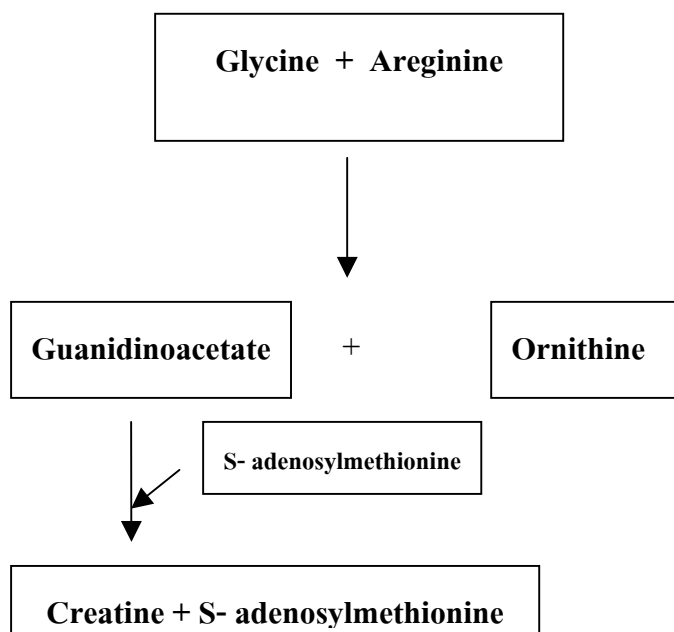 Glycine + Areginine
Guanidinoacetate + Ornithine
S- adenosylmethionine
Creatine + S- adenosylmethionine